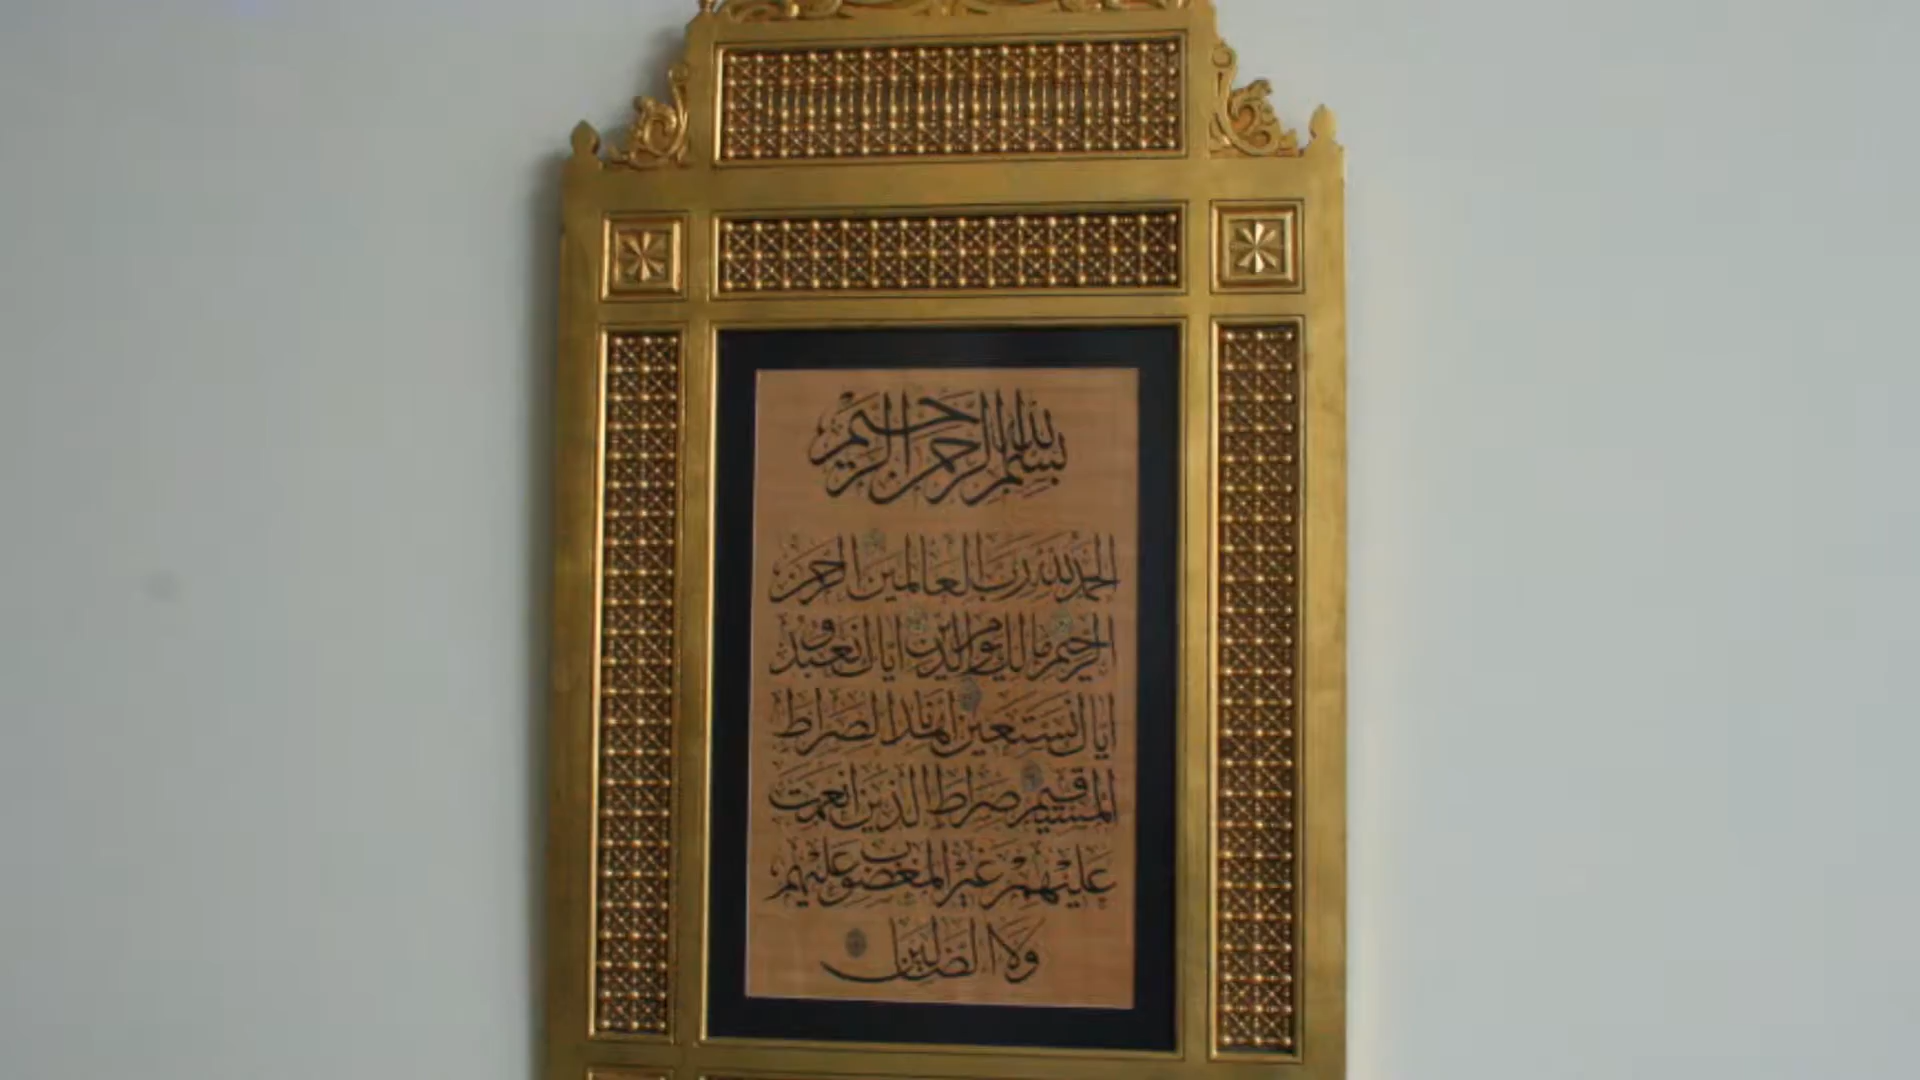 بسم الله الرحمن الرحيم
الحمد لله رب العالمين الرحمن
الرحيم مالك يوم الدين اياك نعبد و
اياك نستعين اهدنا الصراط
المستقيم صراط الذين انعمت
عليهم غير المغضوب عليهم
ولا الضالين